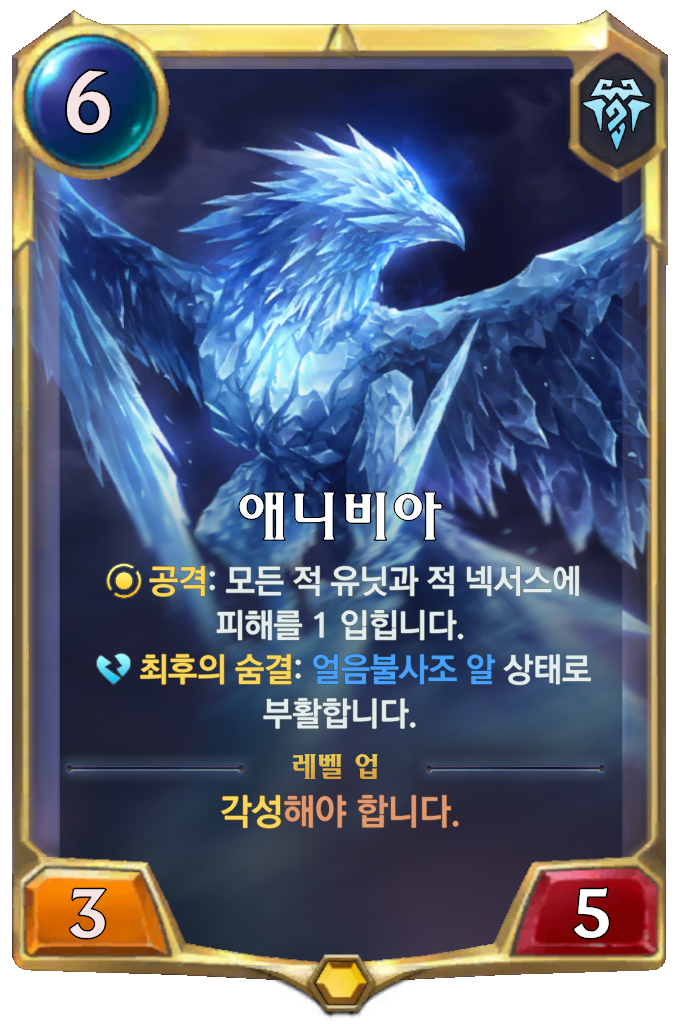 6
애니비아
공격: 모든 적 유닛과 적 넥서스에
피해를 1 입힙니다.
최후의 숨결: 얼음불사조 알 상태로
부활합니다.
레벨 업
각성해야 합니다.
3
5